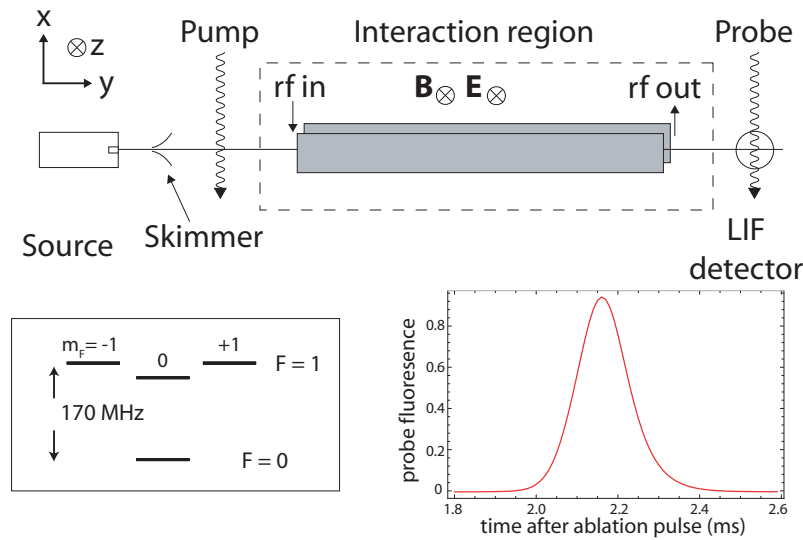 x
⊗ z
y
Pump
Interaction region
Probe
rf in
B⊗ E⊗
rf out
Source
Skimmer
LIF
detector
m_F = -1
0
+1
F = 1
170 MHz
F = 0
probe fluoresence
0.8
0.6
0.4
0.2
0
1.8 2.0 2.2 2.4 2.6
time after ablation pulse (ms)